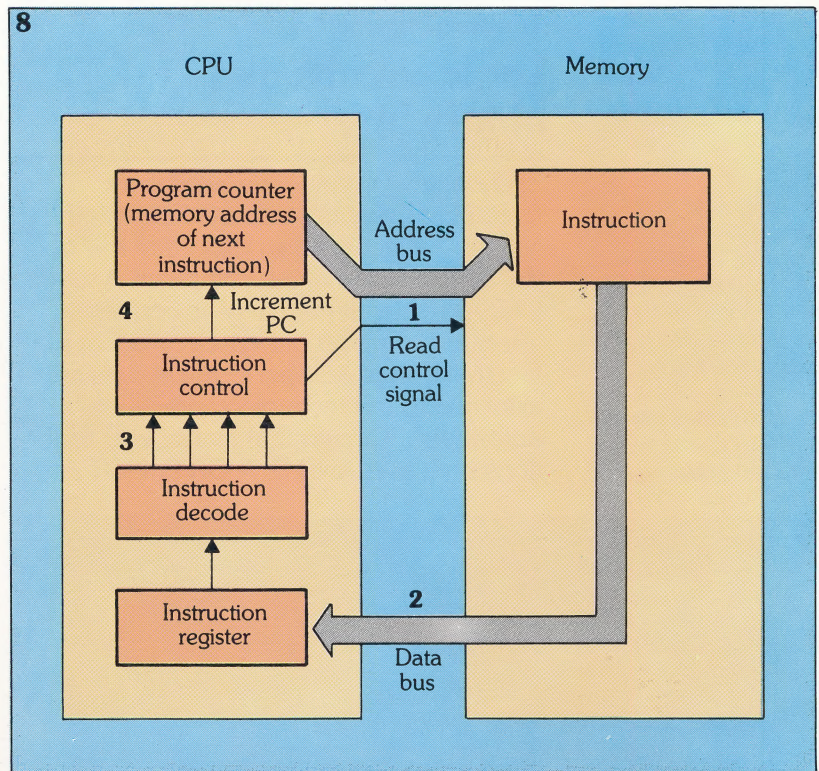 8
CPU
Memory
Program counter
(memory address
of next
instruction)
Address
bus
Instruction
4
Increment
PC
1
Read
control
signal
Instruction
control
3
Instruction
decode
2
Instruction
register
Data
bus